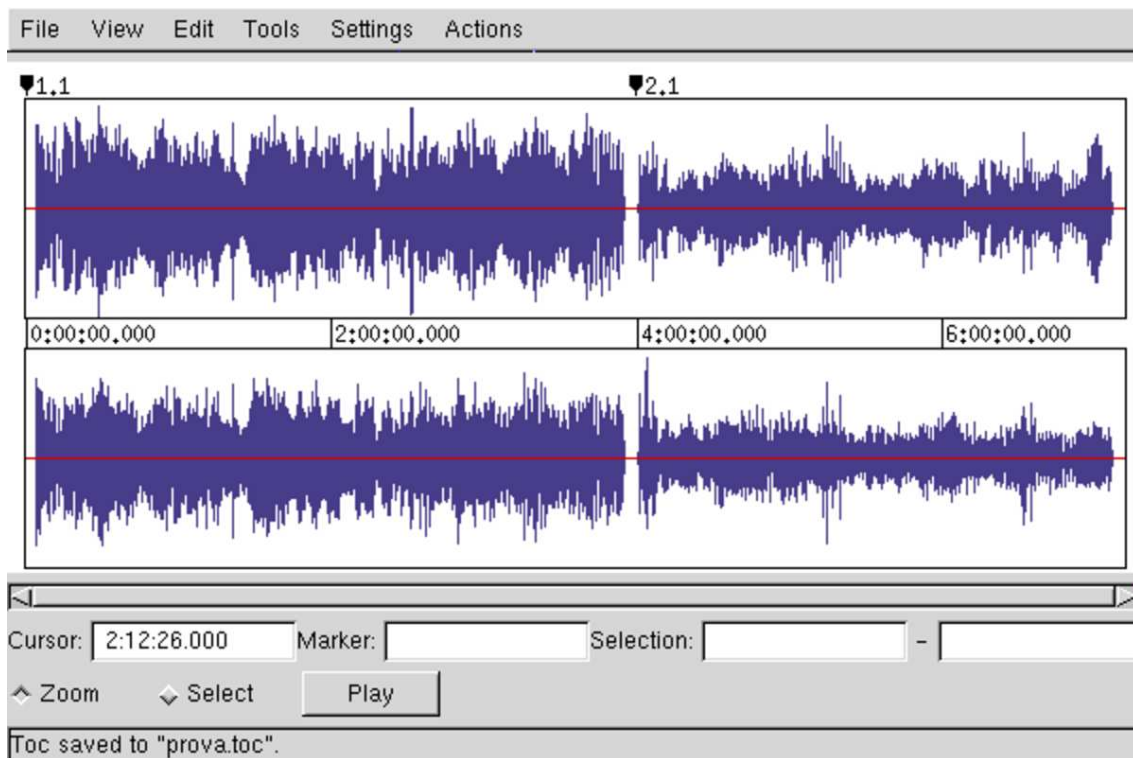 File View Edit Tools Settings Actions
1.1 2.1
0:00:00.000 2:00:00.000 4:00:00.000 6:00:00.000
Cursor: 2:12:26.000 Marker: Selection: -
Zoom Select Play
Toc saved to "prova.toc".